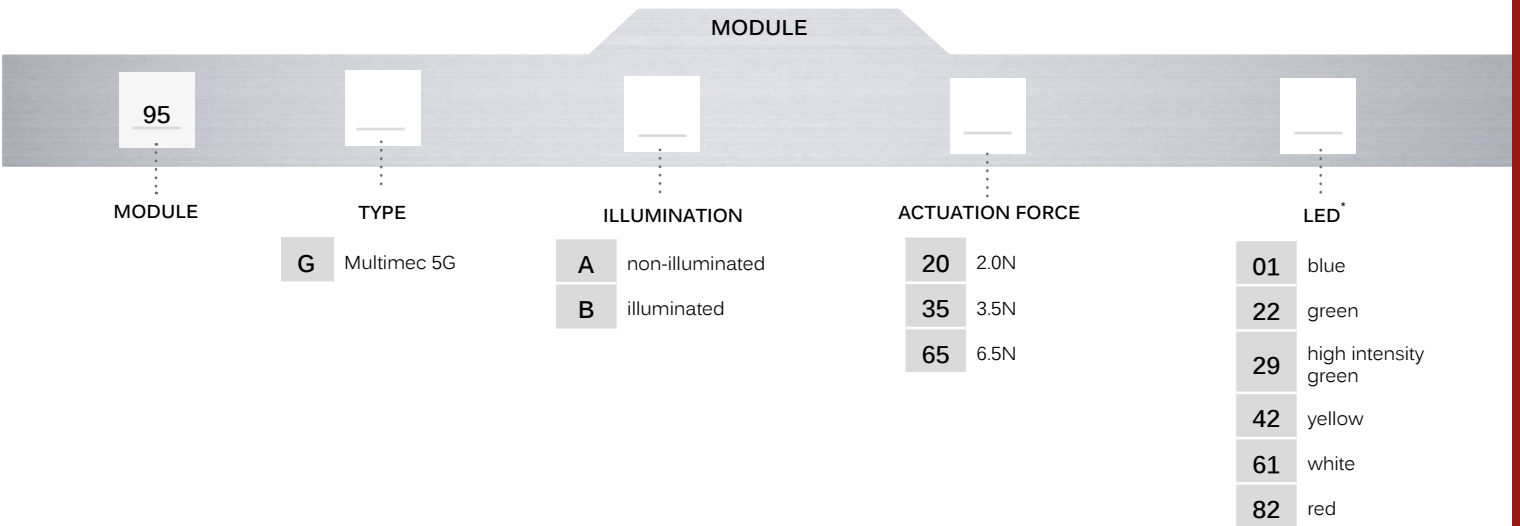 MODULE
95
MODULE
TYPE
G Multimec 5G
ILLUMINATION
A non-illuminated
B illuminated
ACTUATION FORCE
20 2.0N
35 3.5N
65 6.5N
LED*
01 blue
22 green
29 high intensity
green
42 yellow
61 white
82 red